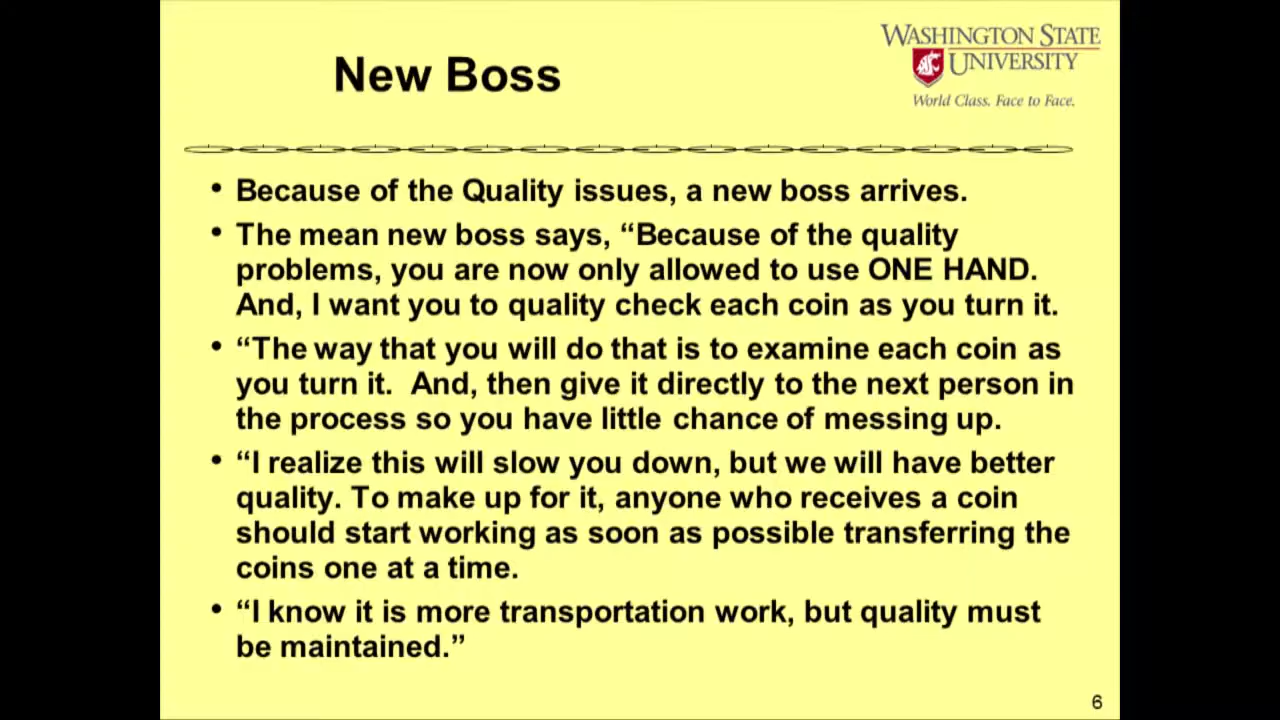 New Boss
WASHINGTON STATE
UNIVERSITY
World Class. Face to Face.
• Because of the Quality issues, a new boss arrives.
• The mean new boss says, “Because of the quality
problems, you are now only allowed to use ONE HAND.
And, I want you to quality check each coin as you turn it.
• “The way that you will do that is to examine each coin as
you turn it.  And, then give it directly to the next person in
the process so you have little chance of messing up.
• “I realize this will slow you down, but we will have better
quality. To make up for it, anyone who receives a coin
should start working as soon as possible transferring the
coins one at a time.
• “I know it is more transportation work, but quality must
be maintained.”
6